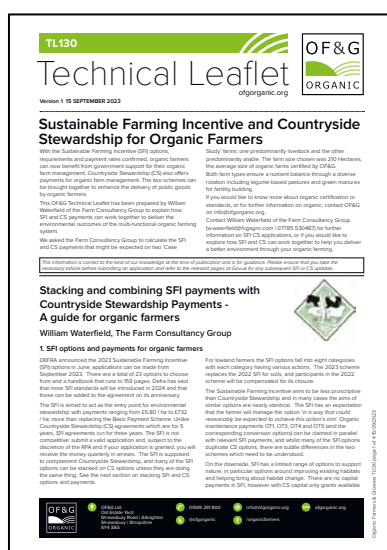 TL130
Technical Leaflet
ofgorganic.org
OF&G
ORGANIC
Version 1 15 SEPTEMBER 2023
Sustainable Farming Incentive and Countryside
Stewardship for Organic Farmers
With the Sustainable Farming Incentive (SFI) options,
requirements and payment rates confirmed, organic farmers
can now benefit from government support for their organic
farm management. Countryside Stewardship (CS) also offers
payments for organic farm management. The two schemes can
be brought together to enhance the delivery of public goods
by organic farmers.
This OF&G Technical Leaflet has been prepared by William
Waterfield of the Farm Consultancy Group to explain how
SFI and CS payments can work together to deliver the
environmental outcomes of the multi-functional organic farming
system.
We asked the Farm Consultancy Group to calculate the SFI
and CS payments that might be expected on two 'Case
Study' farms: one predominantly livestock and the other
predominantly arable. The farm size chosen was 210 Hectares,
the average size of organic farms certified by OF&G.
Both farm types ensure a nutrient balance through a diverse
rotation including legume-based pastures and green manures
for fertility building.
If you would like to know more about organic certification or
standards, or for further information on organic, contact OF&G
on info@ofgorganic.org.
Contact William Waterfield of the Farm Consultancy Group
(w.waterfield@fcgagric.com | 07785 530487) for further
information on SFI CS applications, or if you would like to
explore how SFI and CS can work together to help you deliver
a better environment through your organic farming.
This information is correct to the best of our knowledge at the time of publication and is for guidance. Please ensure that you take the
necessary advice before submitting an application and refer to the relevant pages at Gov.uk for any subsequent SFI or CS updates.
Stacking and combining SFI payments with
Countryside Stewardship Payments -
A guide for organic farmers
William Waterfield, The Farm Consultancy Group
1. SFI options and payments for organic farmers
DEFRA announced the 2023 Sustainable Farming Incentive
(SFI) options in June, applications can be made from
September 2023. There are a total of 23 options to choose
from and a handbook that runs to 159 pages. Defra has said
that more SFI standards will be introduced in 2024 and that
these can be added to the agreement on its anniversary.
The SFI is aimed to act as the entry point for environmental
stewardship with payments ranging from £5.80 / ha to £732
/ ha; more than replacing the Basic Payment Scheme. Unlike
Countryside Stewardship (CS) agreements which are for 5
years, SFI agreements run for three years. The SFI is not
competitive; submit a valid application and, subject to the
discretion of the RPA and if your application is granted, you will
receive the money quarterly in arrears. The SFI is supposed
to complement Countryside Stewardship, and many of the SFI
options can be stacked on CS options unless they are doing
the same thing. See the next section on stacking SFI and CS
options and payments.
For lowland farmers the SFI options fall into eight categories
with each category having various actions. The 2023 scheme
replaces the 2022 SFI for soils, and participants in the 2022
scheme will be compensated for its closure.
The Sustainable Farming Incentive aims to be less prescriptive
than Countryside Stewardship and in many cases the aims of
similar options are nearly identical. The SFI has an expectation
that the farmer will manage the option 'in a way that could
reasonably be expected to achieve this action's aim'. Organic
maintenance payments OT1, OT3, OT4 and OT5 (and the
corresponding conversion options) can be claimed in parallel
with relevant SFI payments, and whilst many of the SFI options
duplicate CS options, there are subtle differences in the two
schemes which need to be understood.
On the downside, SFI has a limited range of options to support
nature, in particular options around improving existing habitats
and helping bring about habitat change. There are no capital
payments in SFI, however with CS capital only grants available
Organic Farmers & Growers TL130 page 1 of 4 15/09/2023
OF&G
ORGANIC
OF&G Ltd
Old Estate Yard
Shrewsbury Road | Albrighton
Shrewsbury | Shropshire
SY4 3AG
01939 291 800
@ofgorganic
info@ofgorganic.org
/organicfarmers
ofgorganic.org